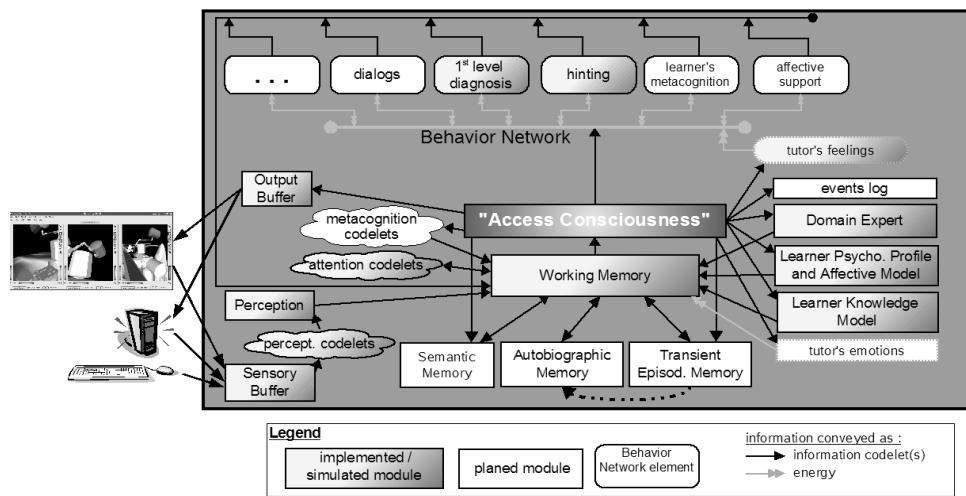 ...
dialogs
1st level
diagnosis
hinting
learner's
metacognition
affective
support
Behavior Network
tutor's feelings
Output
Buffer
events log
metacognition
codelets
"Access Consciousness"
Domain Expert
attention codelets
Working Memory
Learner Psycho. Profile
and Affective Model
Perception
Learner Knowledge
Model
percept. codelets
Semantic
Memory
Autobiographic
Memory
Transient
Episod. Memory
tutor's emotions
Sensory
Buffer
Legend
implemented /
simulated module
planed module
Behavior
Network element
information conveyed as :
information codelet(s)
energy